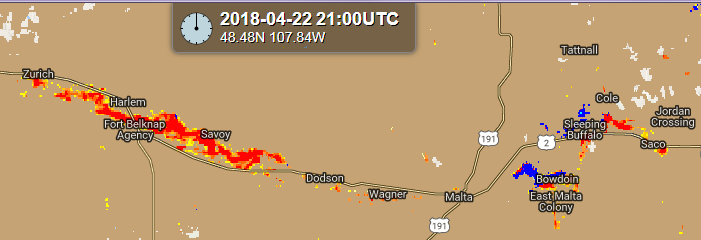 2018-04-22 21:00UTC
48.48N 107.84W
Tattnall
Zurich
Harlem
Cole
Fort Belknap
Agency
Savoy
Jordan
Crossing
Sleeping
Buffalo
191
2
Saco
Dodson
Bowdoin
Wagner
Malta
East Malta
Colony
191